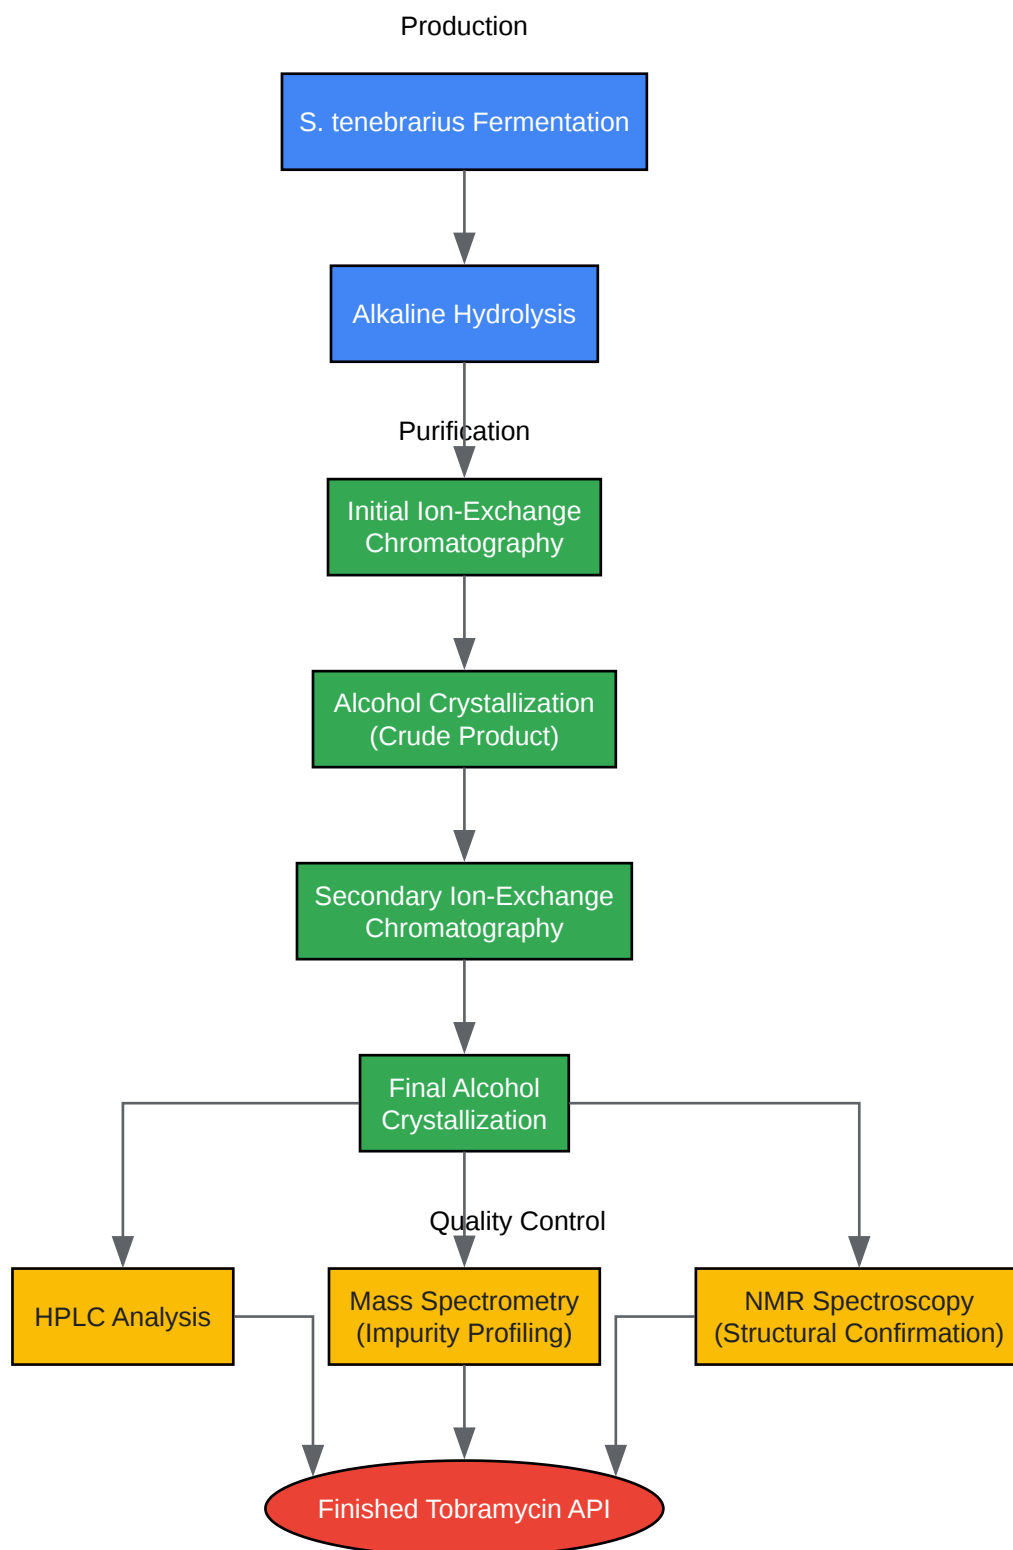 Production
S. tenebrarius Fermentation
Alkaline Hydrolysis
Purification
Initial Ion-Exchange
Chromatography
Alcohol Crystallization
(Crude Product)
Secondary Ion-Exchange
Chromatography
Final Alcohol
Crystallization
Quality Control
HPLC Analysis
Mass Spectrometry
(Impurity Profiling)
NMR Spectroscopy
(Structural Confirmation)
Finished Tobramycin API